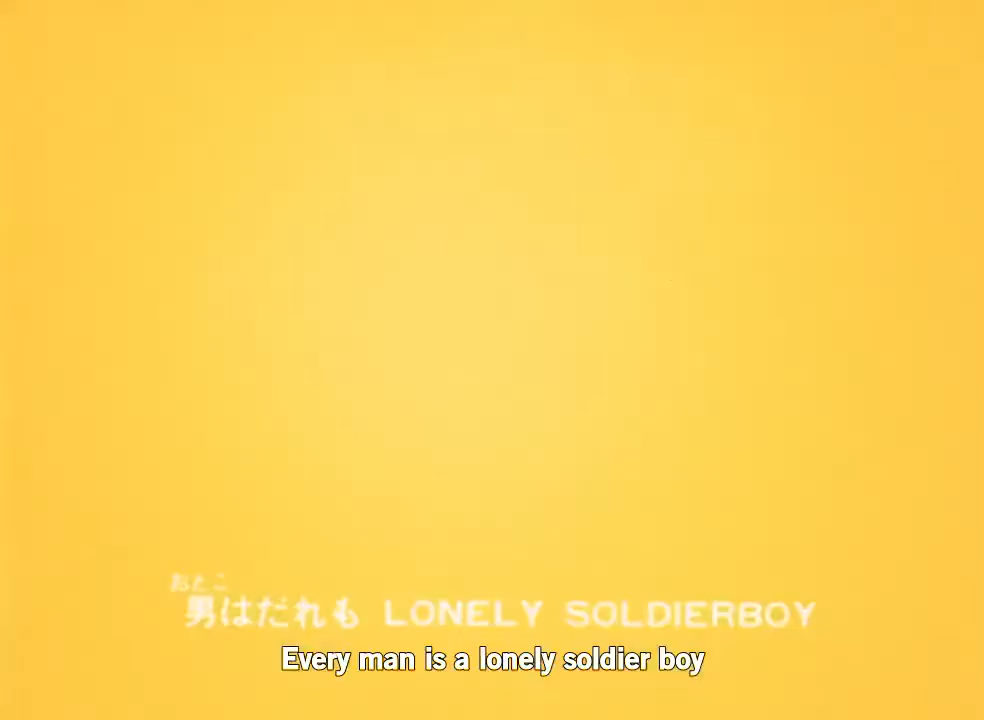 おとこ
男はだれも LONELY SOLDIERBOY
Every man is a lonely soldier boy